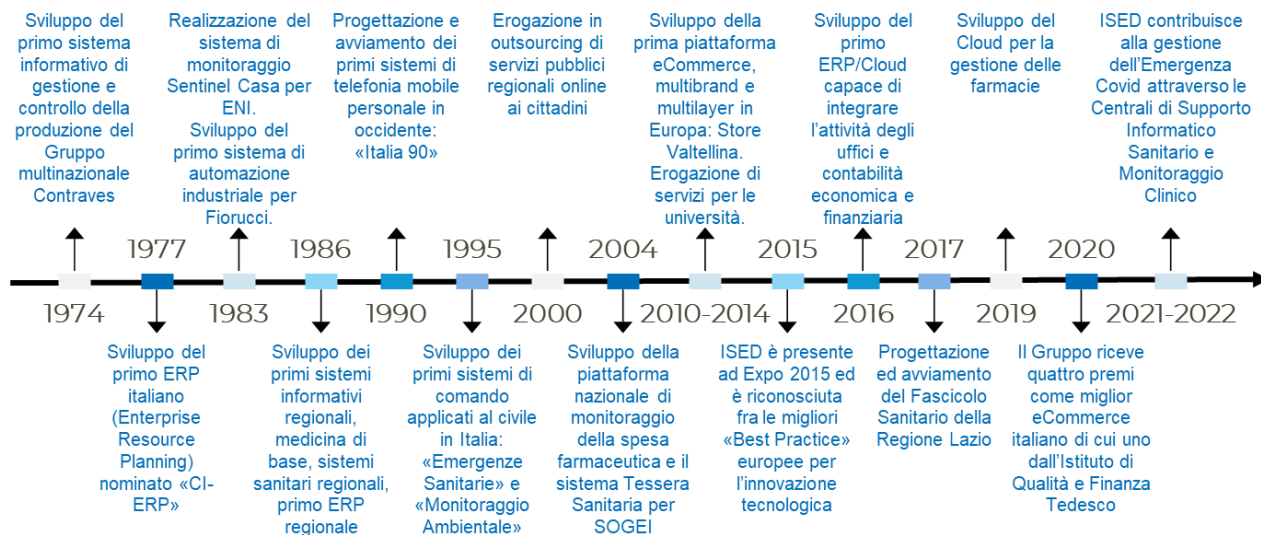 Sviluppo del
primo sistema
informativo di
gestione e
controllo della
produzione del
Gruppo
multinazionale
Contraves
Realizzazione del
sistema di
monitoraggio
Sentinel Casa per
ENI.
Sviluppo del
primo sistema di
automazione
industriale per
Fiorucci.
Progettazione e
avviamento dei
primi sistemi di
telefonia mobile
personale in
occidente:
«Italia 90»
Erogazione in
outsourcing di
servizi pubblici
regionali online
ai cittadini
Sviluppo della
prima piattaforma
eCommerce,
multibrand e
multilayer in
Europa: Store
Valtellina.
Erogazione di
servizi per le
università.
Sviluppo del
primo
ERP/Cloud
capace di
integrare
l'attività degli
uffici e
contabilità
economica e
finanziaria
Sviluppo del
Cloud per la
gestione delle
farmacie
ISED contribuisce
alla gestione
dell'Emergenza
Covid attraverso le
Centrali di Supporto
Informatico
Sanitario e
Monitoraggio
Clinico
1977
1986
1995
2004
2015
2017
2020
1974
1983
1990
2000
2010-2014
2016
2019
2021-2022
Sviluppo del
primo ERP
italiano
(Enterprise
Resource
Planning)
nominato «CI-
ERP»
Sviluppo dei
primi sistemi
informativi
regionali,
medicina di
base, sistemi
sanitari regionali,
primo ERP
regionale
Sviluppo dei
primi sistemi di
comando
applicati al civile
in Italia:
«Emergenze
Sanitarie» e
«Monitoraggio
Ambientale»
Sviluppo della
piattaforma
nazionale di
monitoraggio
della spesa
farmaceutica e il
sistema Tessera
Sanitaria per
SOGEI
ISED è presente
ad Expo 2015 ed
è riconosciuta
fra le migliori
«Best Practice»
europee per
l'innovazione
tecnologica
Progettazione
ed avviamento
del Fascicolo
Sanitario della
Regione Lazio
Il Gruppo riceve
quattro premi
come miglior
eCommerce
italiano di cui uno
dall'Istituto di
Qualità e Finanza
Tedesco